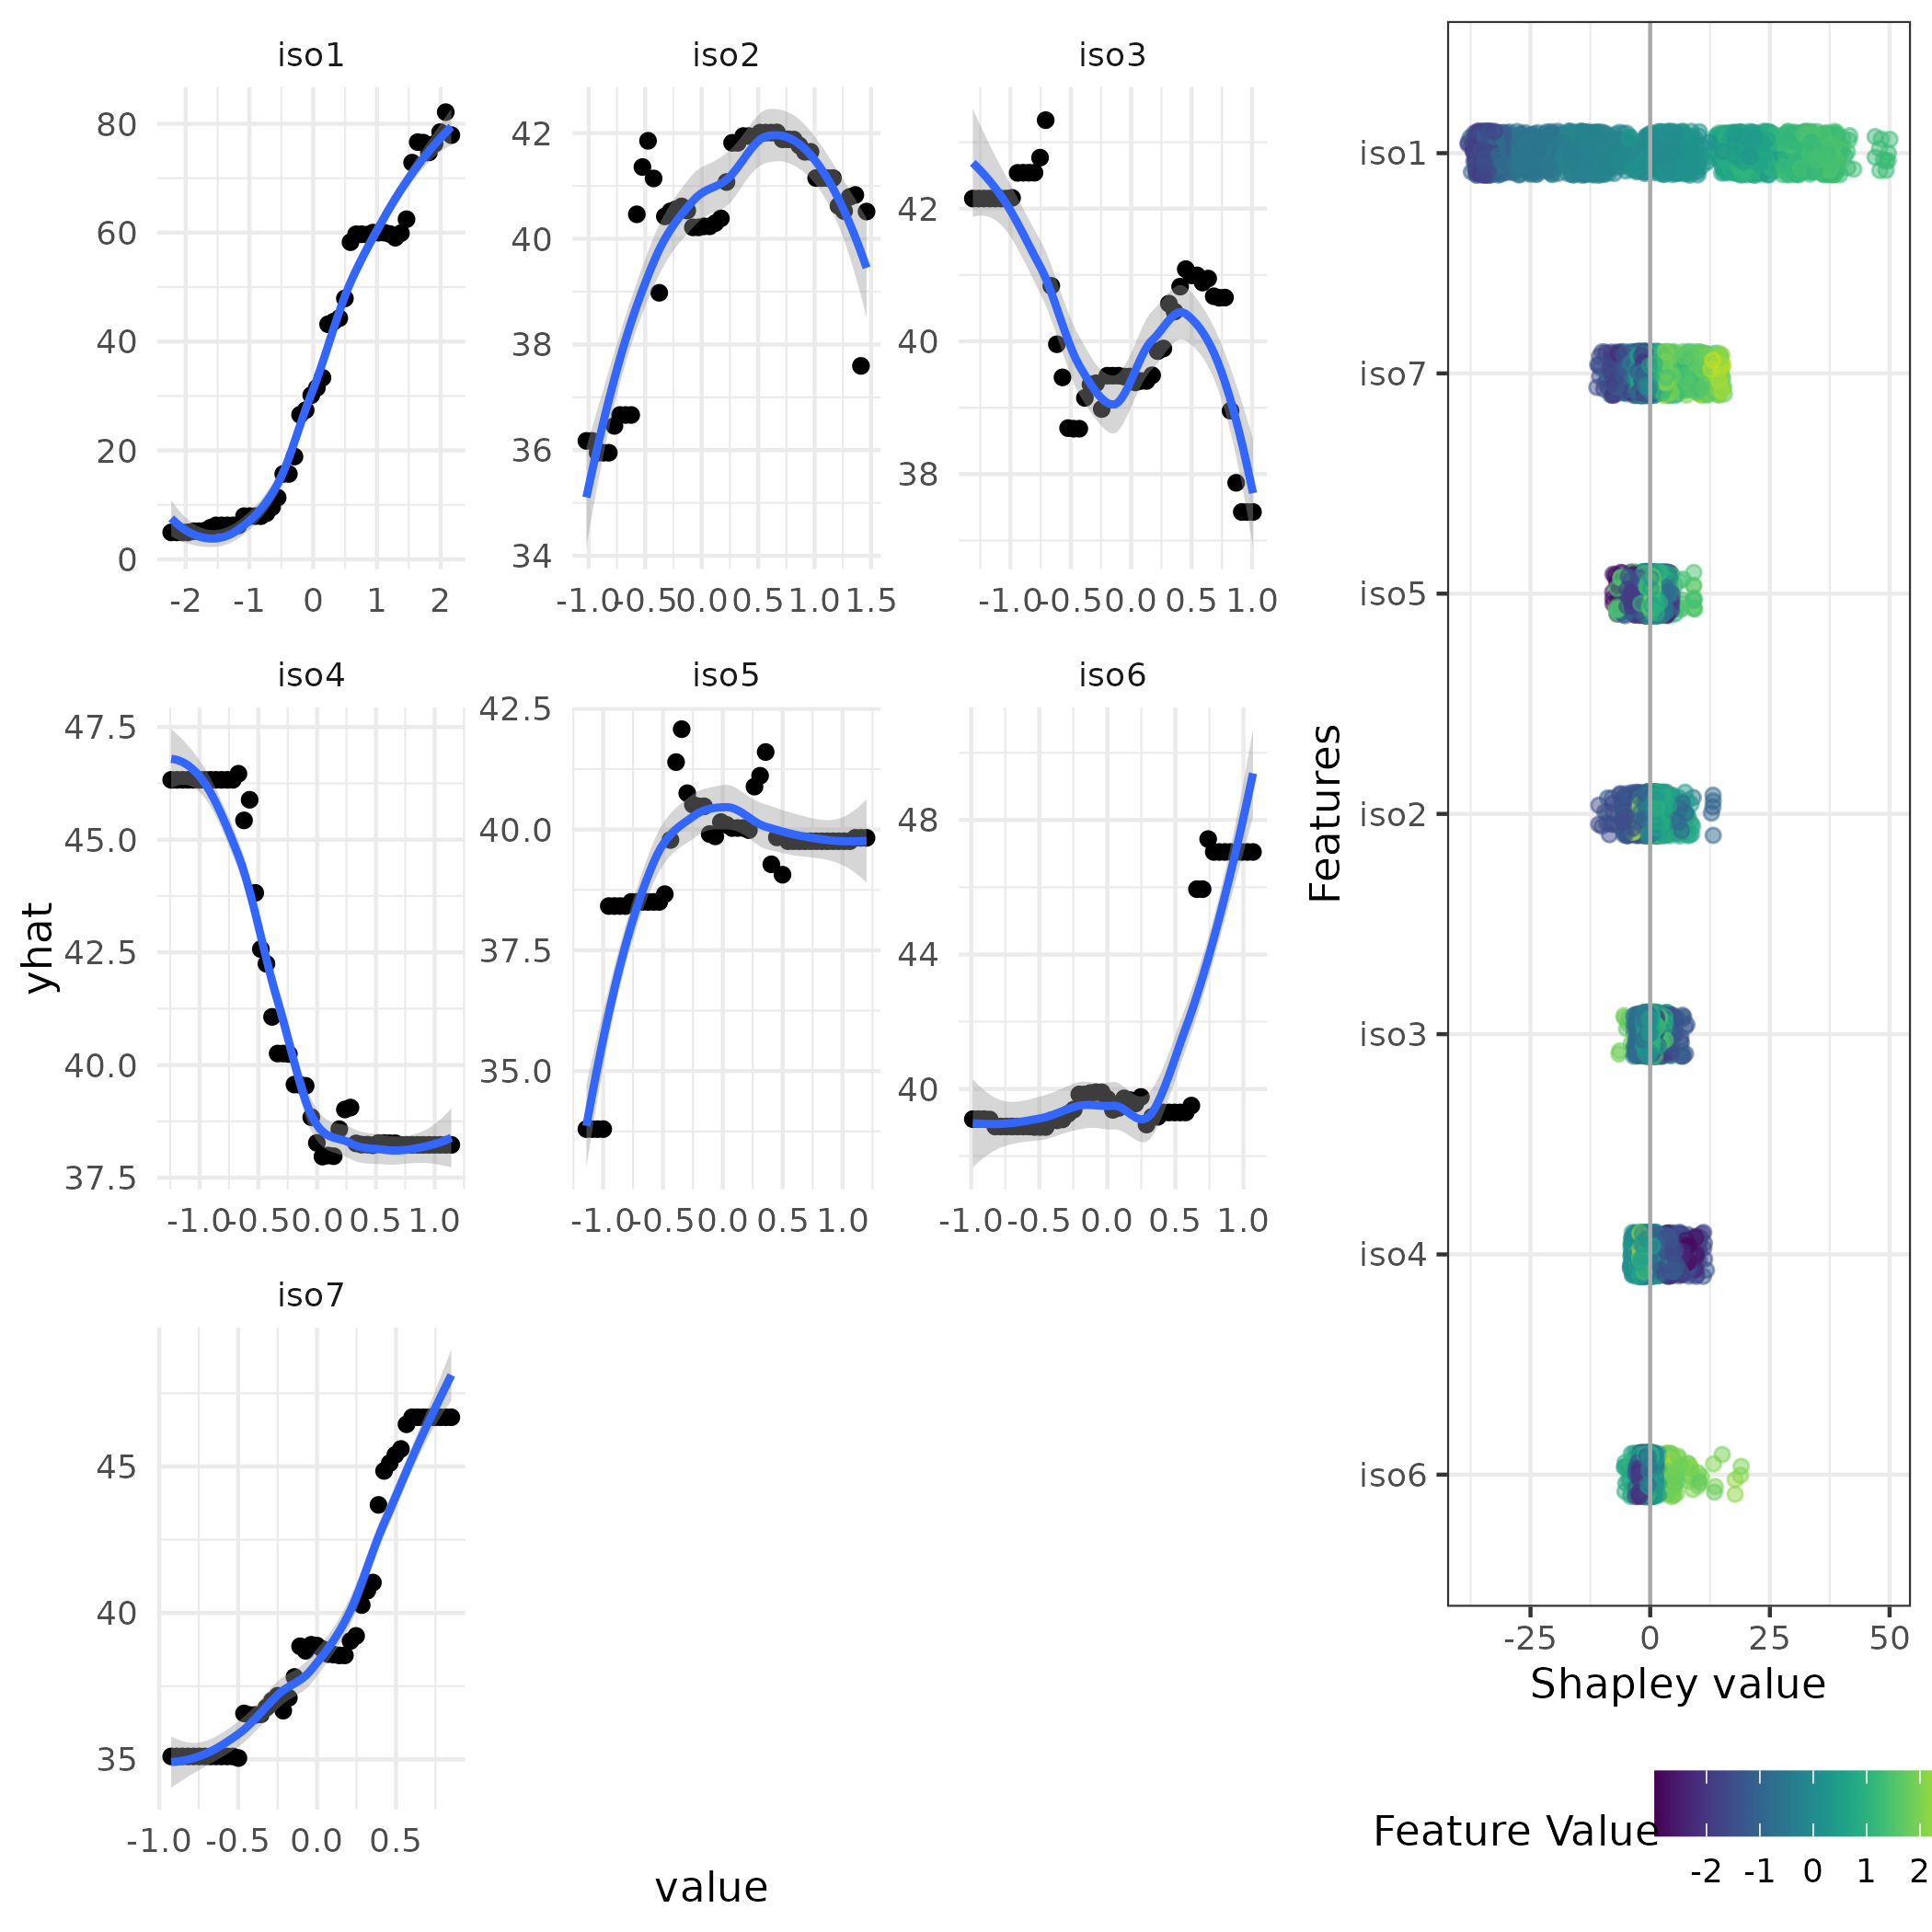 iso1 iso2 iso3
80
60
40
20
0
42
40
38
36
34
42
40
38
-2 -1 0 1 2
-1.0 -0.5 0.0 0.5 1.0 1.5
-1.0 -0.5 0.0 0.5 1.0
iso4 iso5 iso6
47.5
45.0
42.5
40.0
37.5
42.5
40.0
37.5
35.0
48
44
40
-1.0 -0.5 0.0 0.5 1.0
-1.0 -0.5 0.0 0.5 1.0
-1.0 -0.5 0.0 0.5 1.0
iso7
45
40
35
-1.0 -0.5 0.0 0.5
yhat
value
Features
iso1
iso7
iso5
iso2
iso3
iso4
iso6
-25 0 25 50
Shapley value
Feature Value
-2 -1 0 1 2